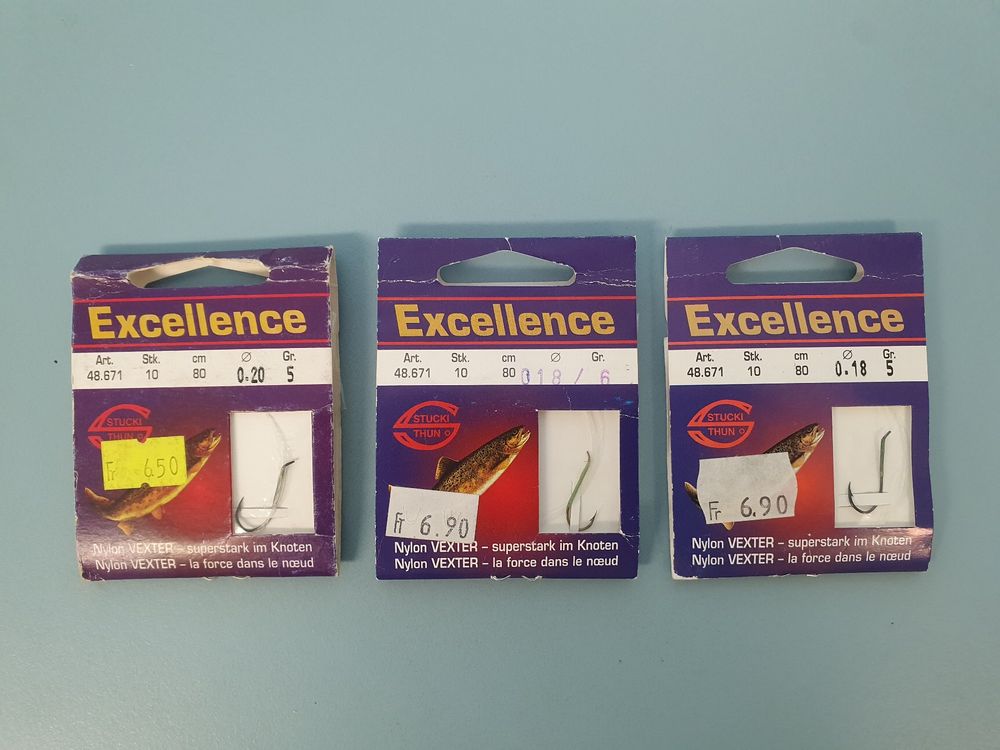 Excellence
Art. Stk. cm Ø Gr.
48.671 10 80 0.20 5
STUCKI
THUN
Fr 6.50
Nylon VEXTER – superstark im Knoten
Nylon VEXTER – la force dans le nœud
Excellence
Art. Stk. cm Ø Gr.
48.671 10 80 018 / 6
STUCKI
THUN
Fr 6.90
Nylon VEXTER – superstark im Knoten
Nylon VEXTER – la force dans le nœud
Excellence
Art. Stk. cm Ø Gr.
48.671 10 80 0.18 5
STUCKI
THUN
Fr 6.90
Nylon VEXTER – superstark im Knoten
Nylon VEXTER – la force dans le nœud